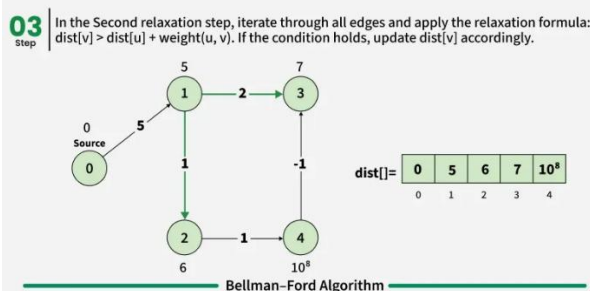 03
Step
In the Second relaxation step, iterate through all edges and apply the relaxation formula:
dist[v] > dist[u] + weight(u, v). If the condition holds, update dist[v] accordingly.
5
7
1
2
3
0
Source
5
0
1
-1
dist[]= 0 5 6 7 10⁸
0 1 2 3 4
2
1
4
6
10⁸
Bellman–Ford Algorithm